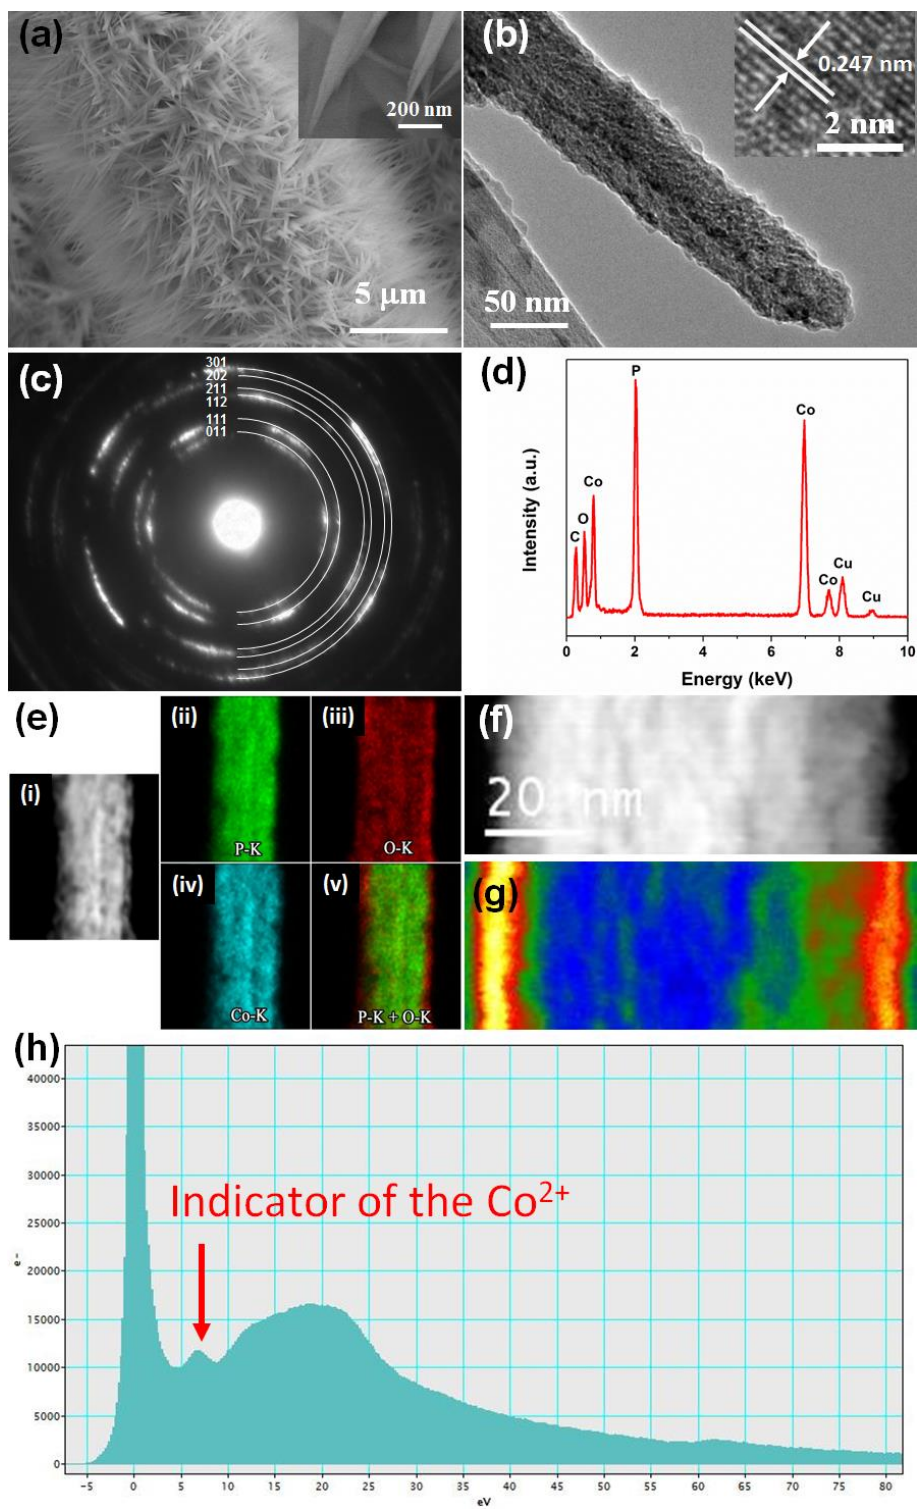 (a)
200 nm
5 μm
(b)
0.247 nm
2 nm
50 nm
(c)
301
202
211
112
111
011
(d)
P
Co
Co
O
C
Co
Cu
Cu
Intensity (a.u.)
0 2 4 6 8 10
Energy (keV)
(e)
(i)
(ii)
P-K
(iii)
O-K
(iv)
Co-K
(v)
P-K + O-K
(f)
20 nm
(g)
(h)
40000
35000
30000
25000
20000
15000
10000
5000
0
e-
Indicator of the Co²⁺
-5 0 5 10 15 20 25 30 35 40 45 50 55 60 65 70 75 80
eV